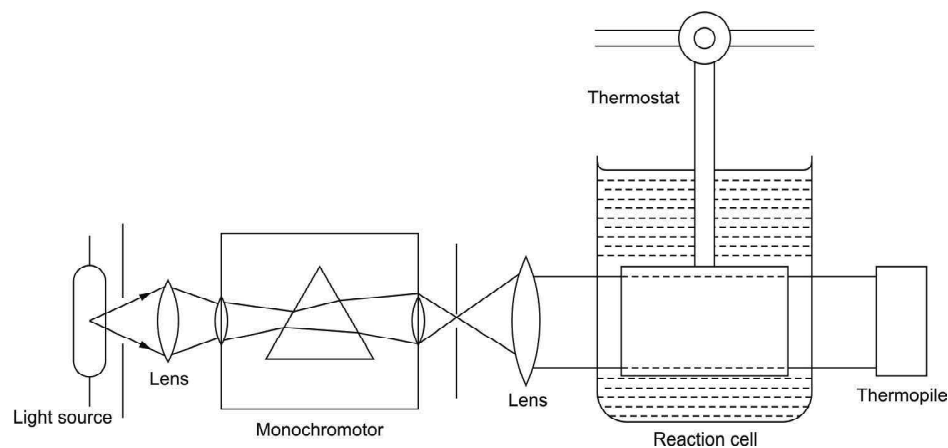 Thermostat
Lens
Light source
Monochromotor
Lens
Reaction cell
Thermopile